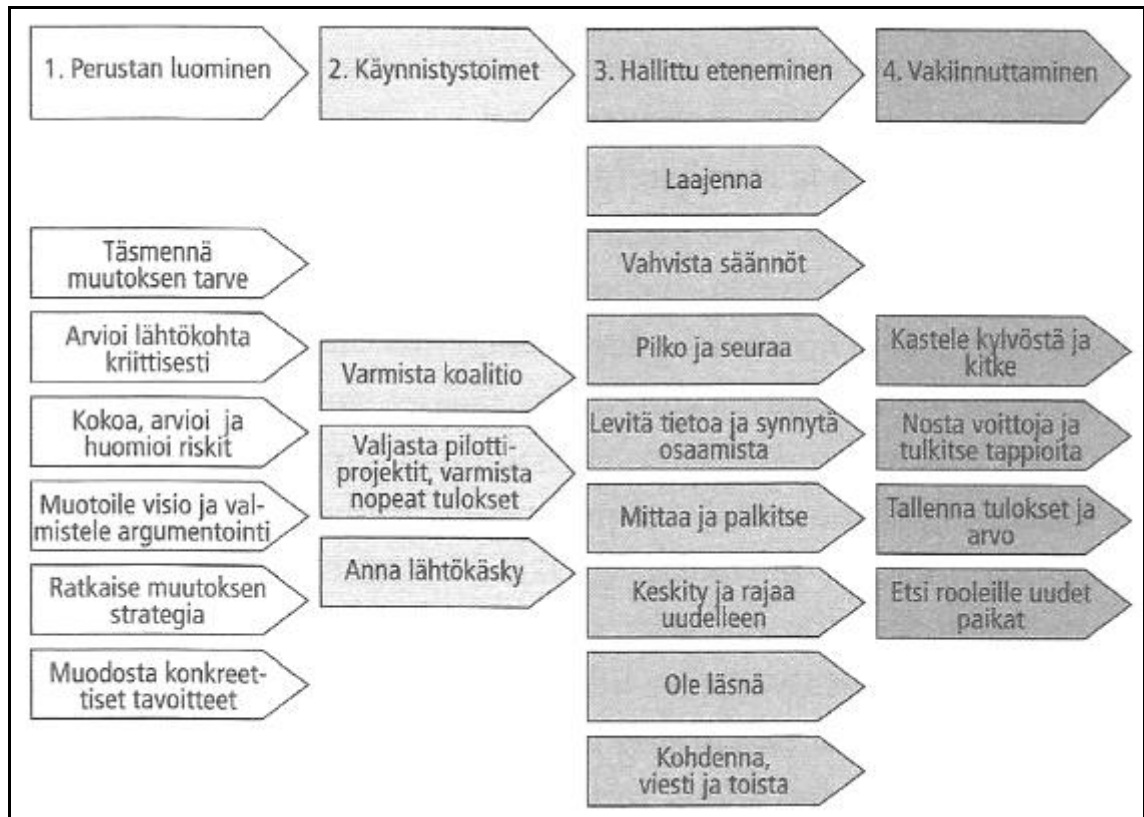 1. Perustan luominen
2. Käynnistystoimet
3. Hallittu eteneminen
4. Vakiinnuttaminen
Täsmennä
muutoksen tarve
Arvioi lähtökohta
kriittisesti
Kokoa, arvioi ja
huomioi riskit
Muotoile visio ja val-
mistele argumentointi
Ratkaise muutoksen
strategia
Muodosta konkreet-
tiset tavoitteet
Varmista koalitio
Valjasta pilotti-
projektit, varmista
nopeat tulokset
Anna lähtökäsky
Laajenna
Vahvista säännöt
Pilko ja seuraa
Levitä tietoa ja synnytä
osaamista
Mittaa ja palkitse
Keskity ja rajaa
uudelleen
Ole läsnä
Kohdenna,
viesti ja toista
Kastele kylvöstä ja
kitke
Nosta voittoja ja
tulkitse tappioita
Tallenna tulokset ja
arvo
Etsi rooleille uudet
paikat